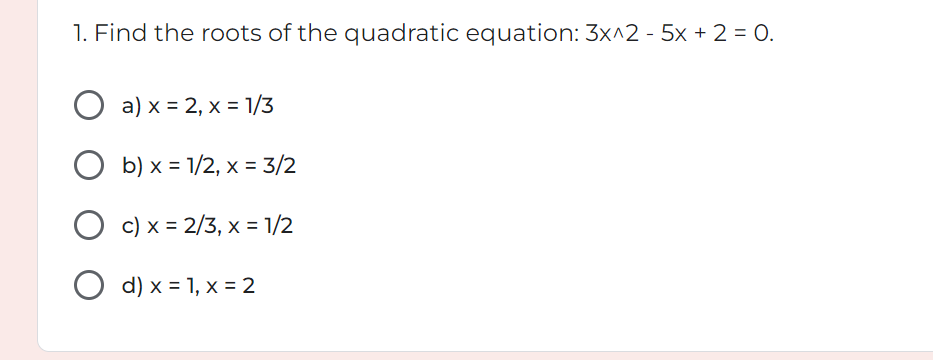 1. Find the roots of the quadratic equation: 3x^2 - 5x + 2 = 0.
a) x = 2, x = 1/3
b) x = 1/2, x = 3/2
c) x = 2/3, x = 1/2
d) x = 1, x = 2